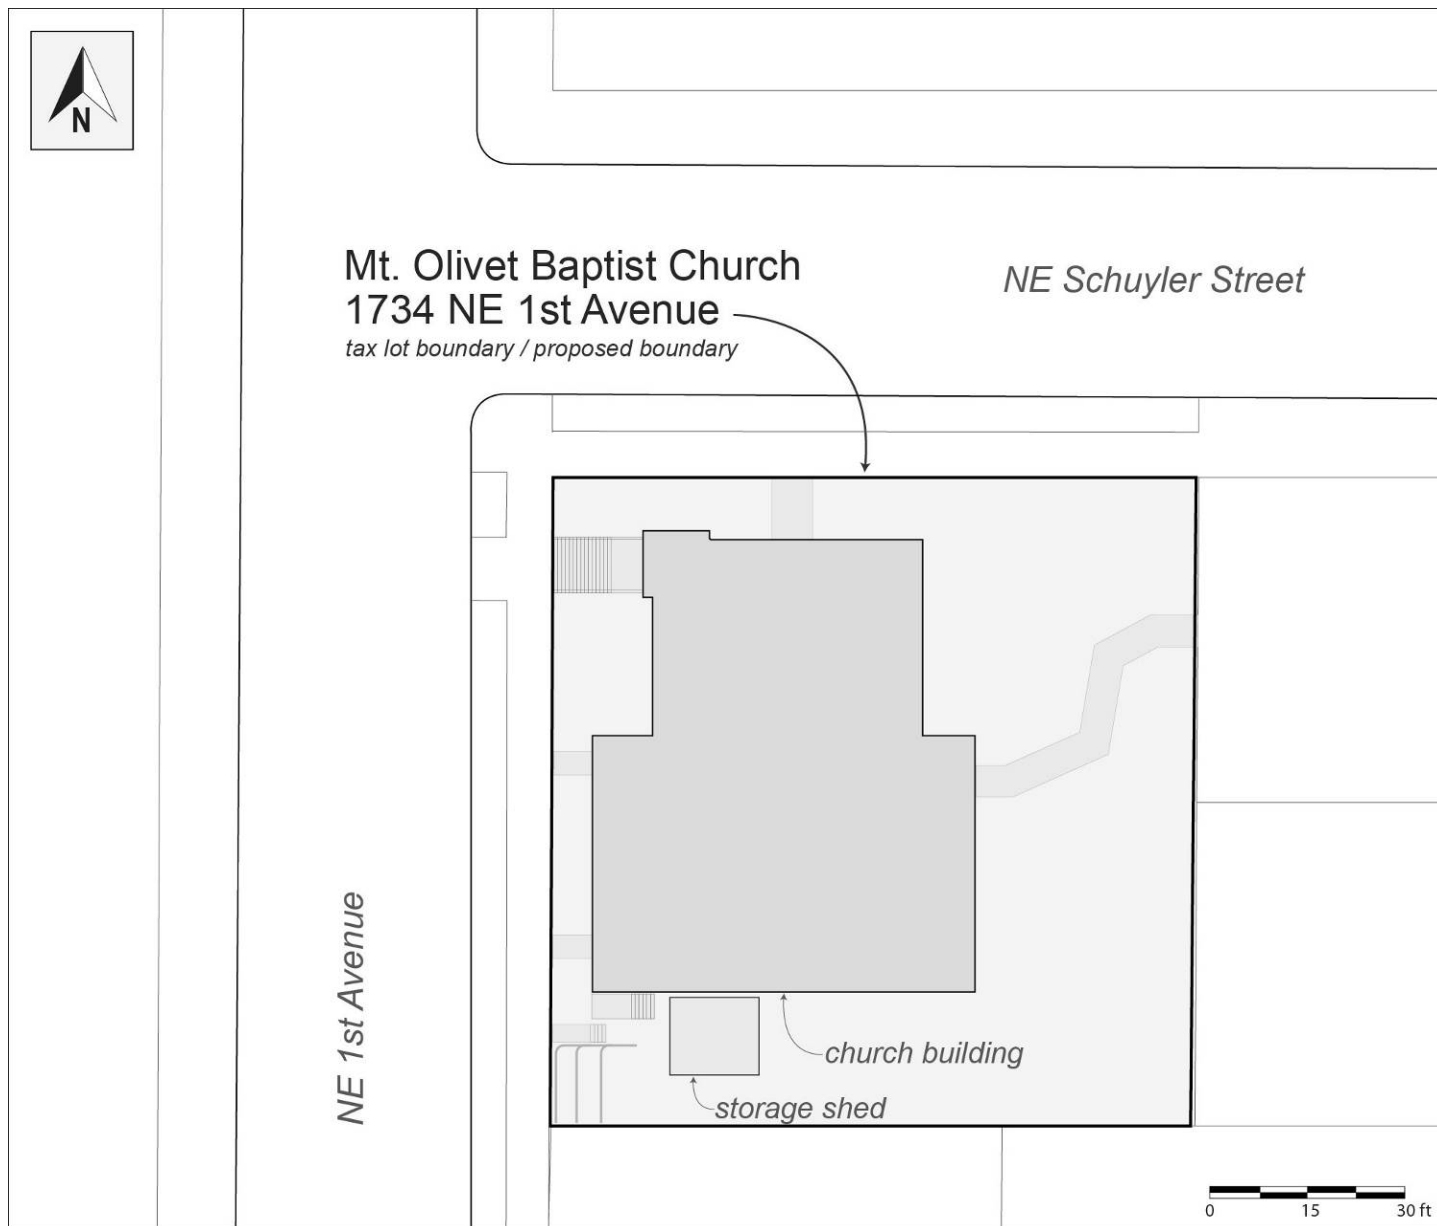 N
Mt. Olivet Baptist Church
1734 NE 1st Avenue
tax lot boundary / proposed boundary
NE Schuyler Street
NE 1st Avenue
church building
storage shed
0 15 30 ft